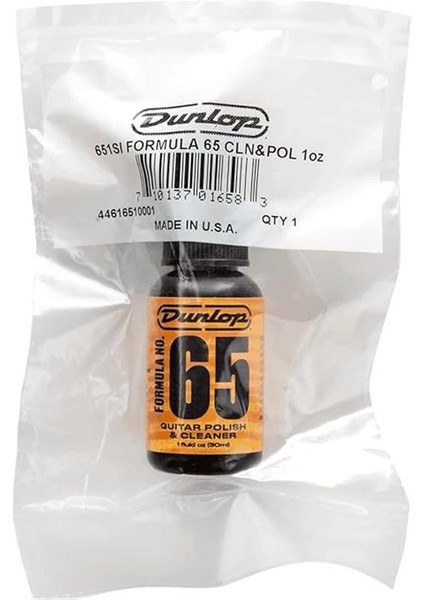 DUNLOP
651SI FORMULA 65 CLN&POL 1oz
7 10137 01658 3
44616510001 QTY 1
MADE IN U.S.A.
DUNLOP
FORMULA NO.
65
GUITAR POLISH
& CLEANER
1 fluid oz (30ml)